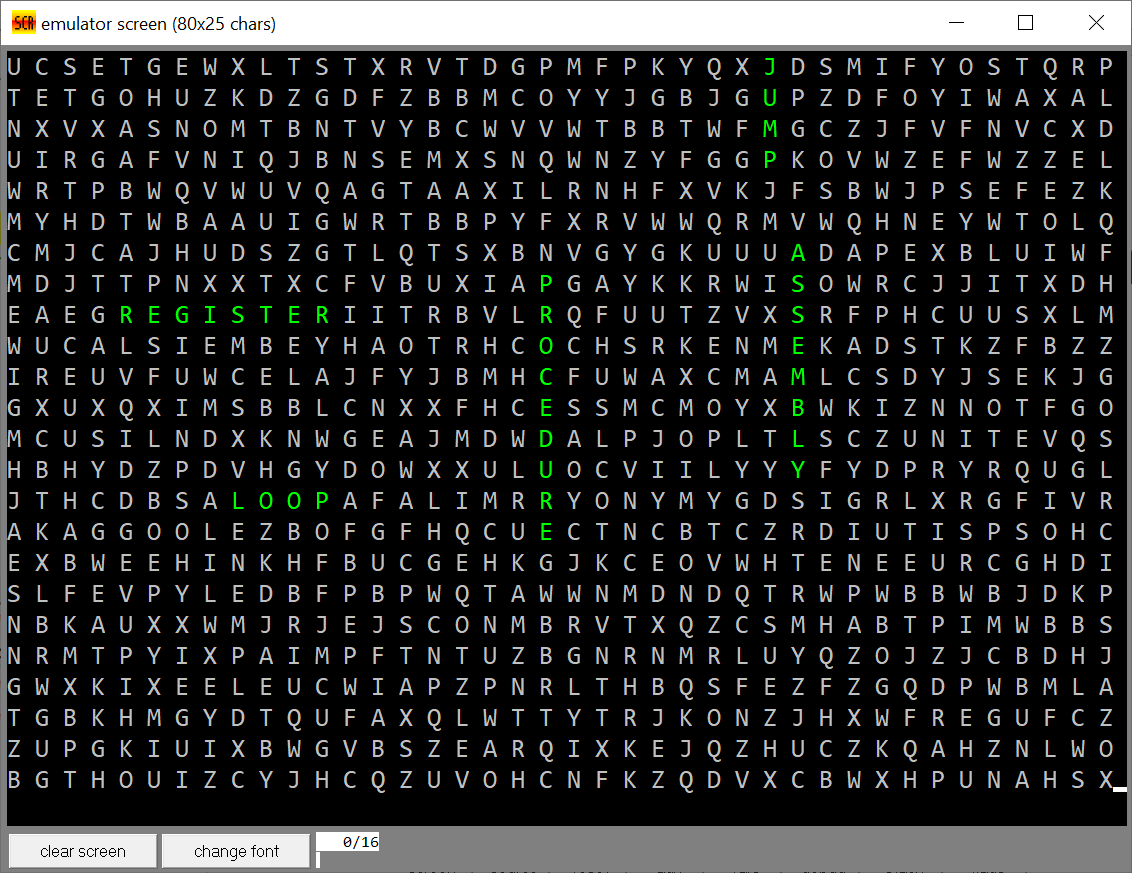 SCR emulator screen (80x25 chars)
U C S E T G E W X L T S T X R V T D G P M F P K Y Q X J D S M I F Y O S T Q R P
T E T G O H U Z K D Z G D F Z B B M C O Y Y J G B J G U P Z D F O Y I W A X A L
N X V X A S N O M T B N T V Y B C W V V W T B B T W F M G C Z J F V F N V C X D
U I R G A F V N I Q J B N S E M X S N Q W N Z Y F G G P K O V W Z E F W Z Z E L
W R T P B W Q V W U V Q A G T A A X I L R N H F X V K J F S B W J P S E F E Z K
M Y H D T W B A A U I G W R T B B P Y F X R V W W Q R M V W Q H N E Y W T O L Q
C M J C A J H U D S Z G T L Q T S X B N V G Y G K U U U A D A P E X B L U I W F
M D J T T P N X X T X C F V B U X I A P G A Y K K R W I S O W R C J J I T X D H
E A E G R E G I S T E R I I T R B V L R Q F U U T Z V X S R F P H C U U S X L M
W U C A L S I E M B E Y H A O T R H C O C H S R K E N M E K A D S T K Z F B Z Z
I R E U V F U W C E L A J F Y J B M H C F U W A X C M A M L C S D Y J S E K J G
G X U X Q X I M S B B L C N X X F H C E S S M C M O Y X B W K I Z N N O T F G O
M C U S I L N D X K N W G E A J M D W D A L P J O P L T L S C Z U N I T E V Q S
H B H Y D Z P D V H G Y D O W X X U L U O C V I I L Y Y Y F Y D P R Y R Q U G L
J T H C D B S A L O O P A F A L I M R R Y O N Y M Y G D S I G R L X R G F I V R
A K A G G O O L E Z B O F G F H Q C U E C T N C B T C Z R D I U T I S P S O H C
E X B W E E H I N K H F B U C G E H K G J K C E O V W H T E N E E U R C G H D I
S L F E V P Y L E D B F P B P W Q T A W W N M D N D Q T R W P W B B W B J D K P
N B K A U X X W M J R J E J S C O N M B R V T X Q Z C S M H A B T P I M W B B S
N R M T P Y I X P A I M P F T N T U Z B G N R N M R L U Y Q Z O J Z J C B D H J
G W X K I X E E L E U C W I A P Z P N R L T H B Q S F E Z F Z G Q D P W B M L A
T G B K H M G Y D T Q U F A X Q L W T T Y T R J K O N Z J H X W F R E G U F C Z
Z U P G K I U I X B W G V B S Z E A R Q I X K E J Q Z H U C Z K Q A H Z N L W O
B G T H O U I Z C Y J H C Q Z U V O H C N F K Z Q D V X C B W X H P U N A H S X
clear screen change font 0/16